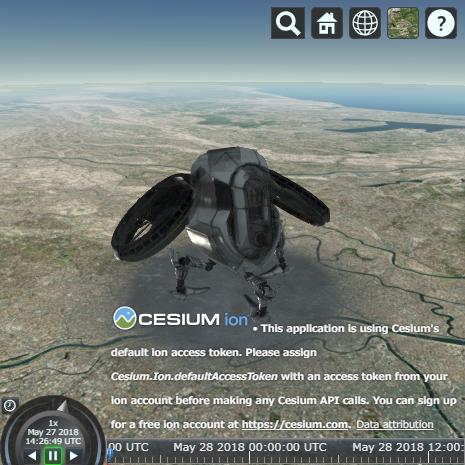 ?
CESIUM ion • This application is using Cesium's
default ion access token. Please assign
Cesium.Ion.defaultAccessToken with an access token from your
ion account before making any Cesium API calls. You can sign up
for a free ion account at https://cesium.com. Data attribution
1x
May 27 2018
14:26:49 UTC
00 UTC May 28 2018 00:00:00 UTC May 28 2018 12:00: